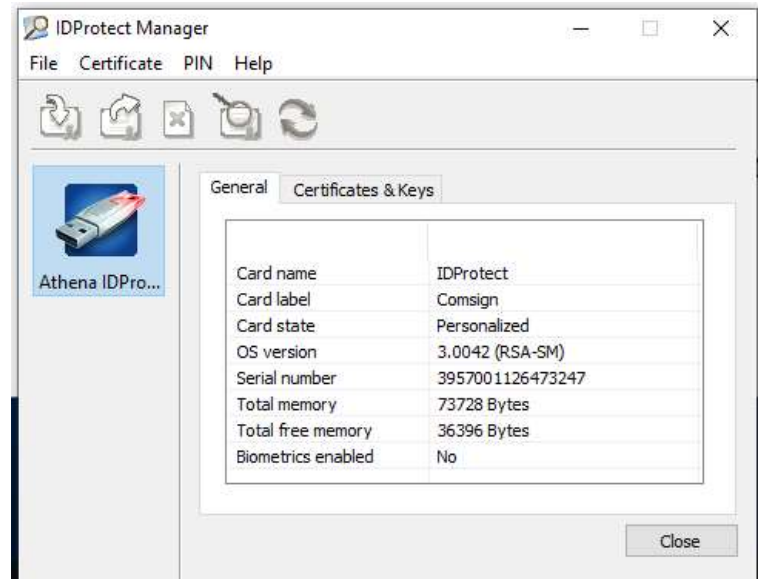 IDProtect Manager
File Certificate PIN Help
General Certificates & Keys
Athena IDPro...
Card name IDProtect
Card label Comsign
Card state Personalized
OS version 3.0042 (RSA-SM)
Serial number 3957001126473247
Total memory 73728 Bytes
Total free memory 36396 Bytes
Biometrics enabled No
Close